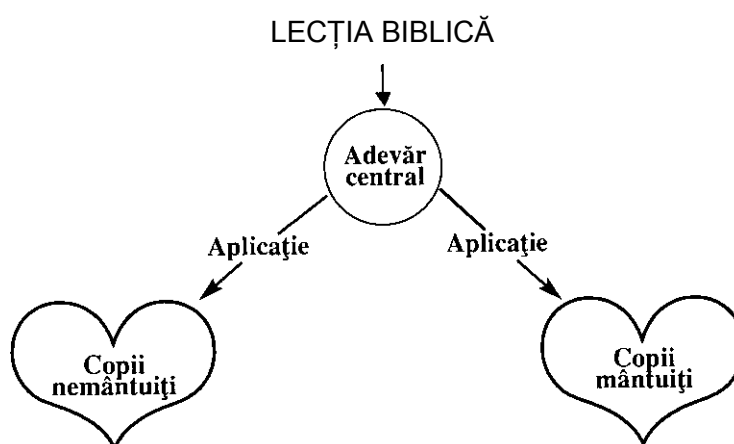 LECȚIA BIBLICĂ
Adevăr
central
Aplicaţie
Aplicaţie
Copii
nemântuiţi
Copii
mântuiţi